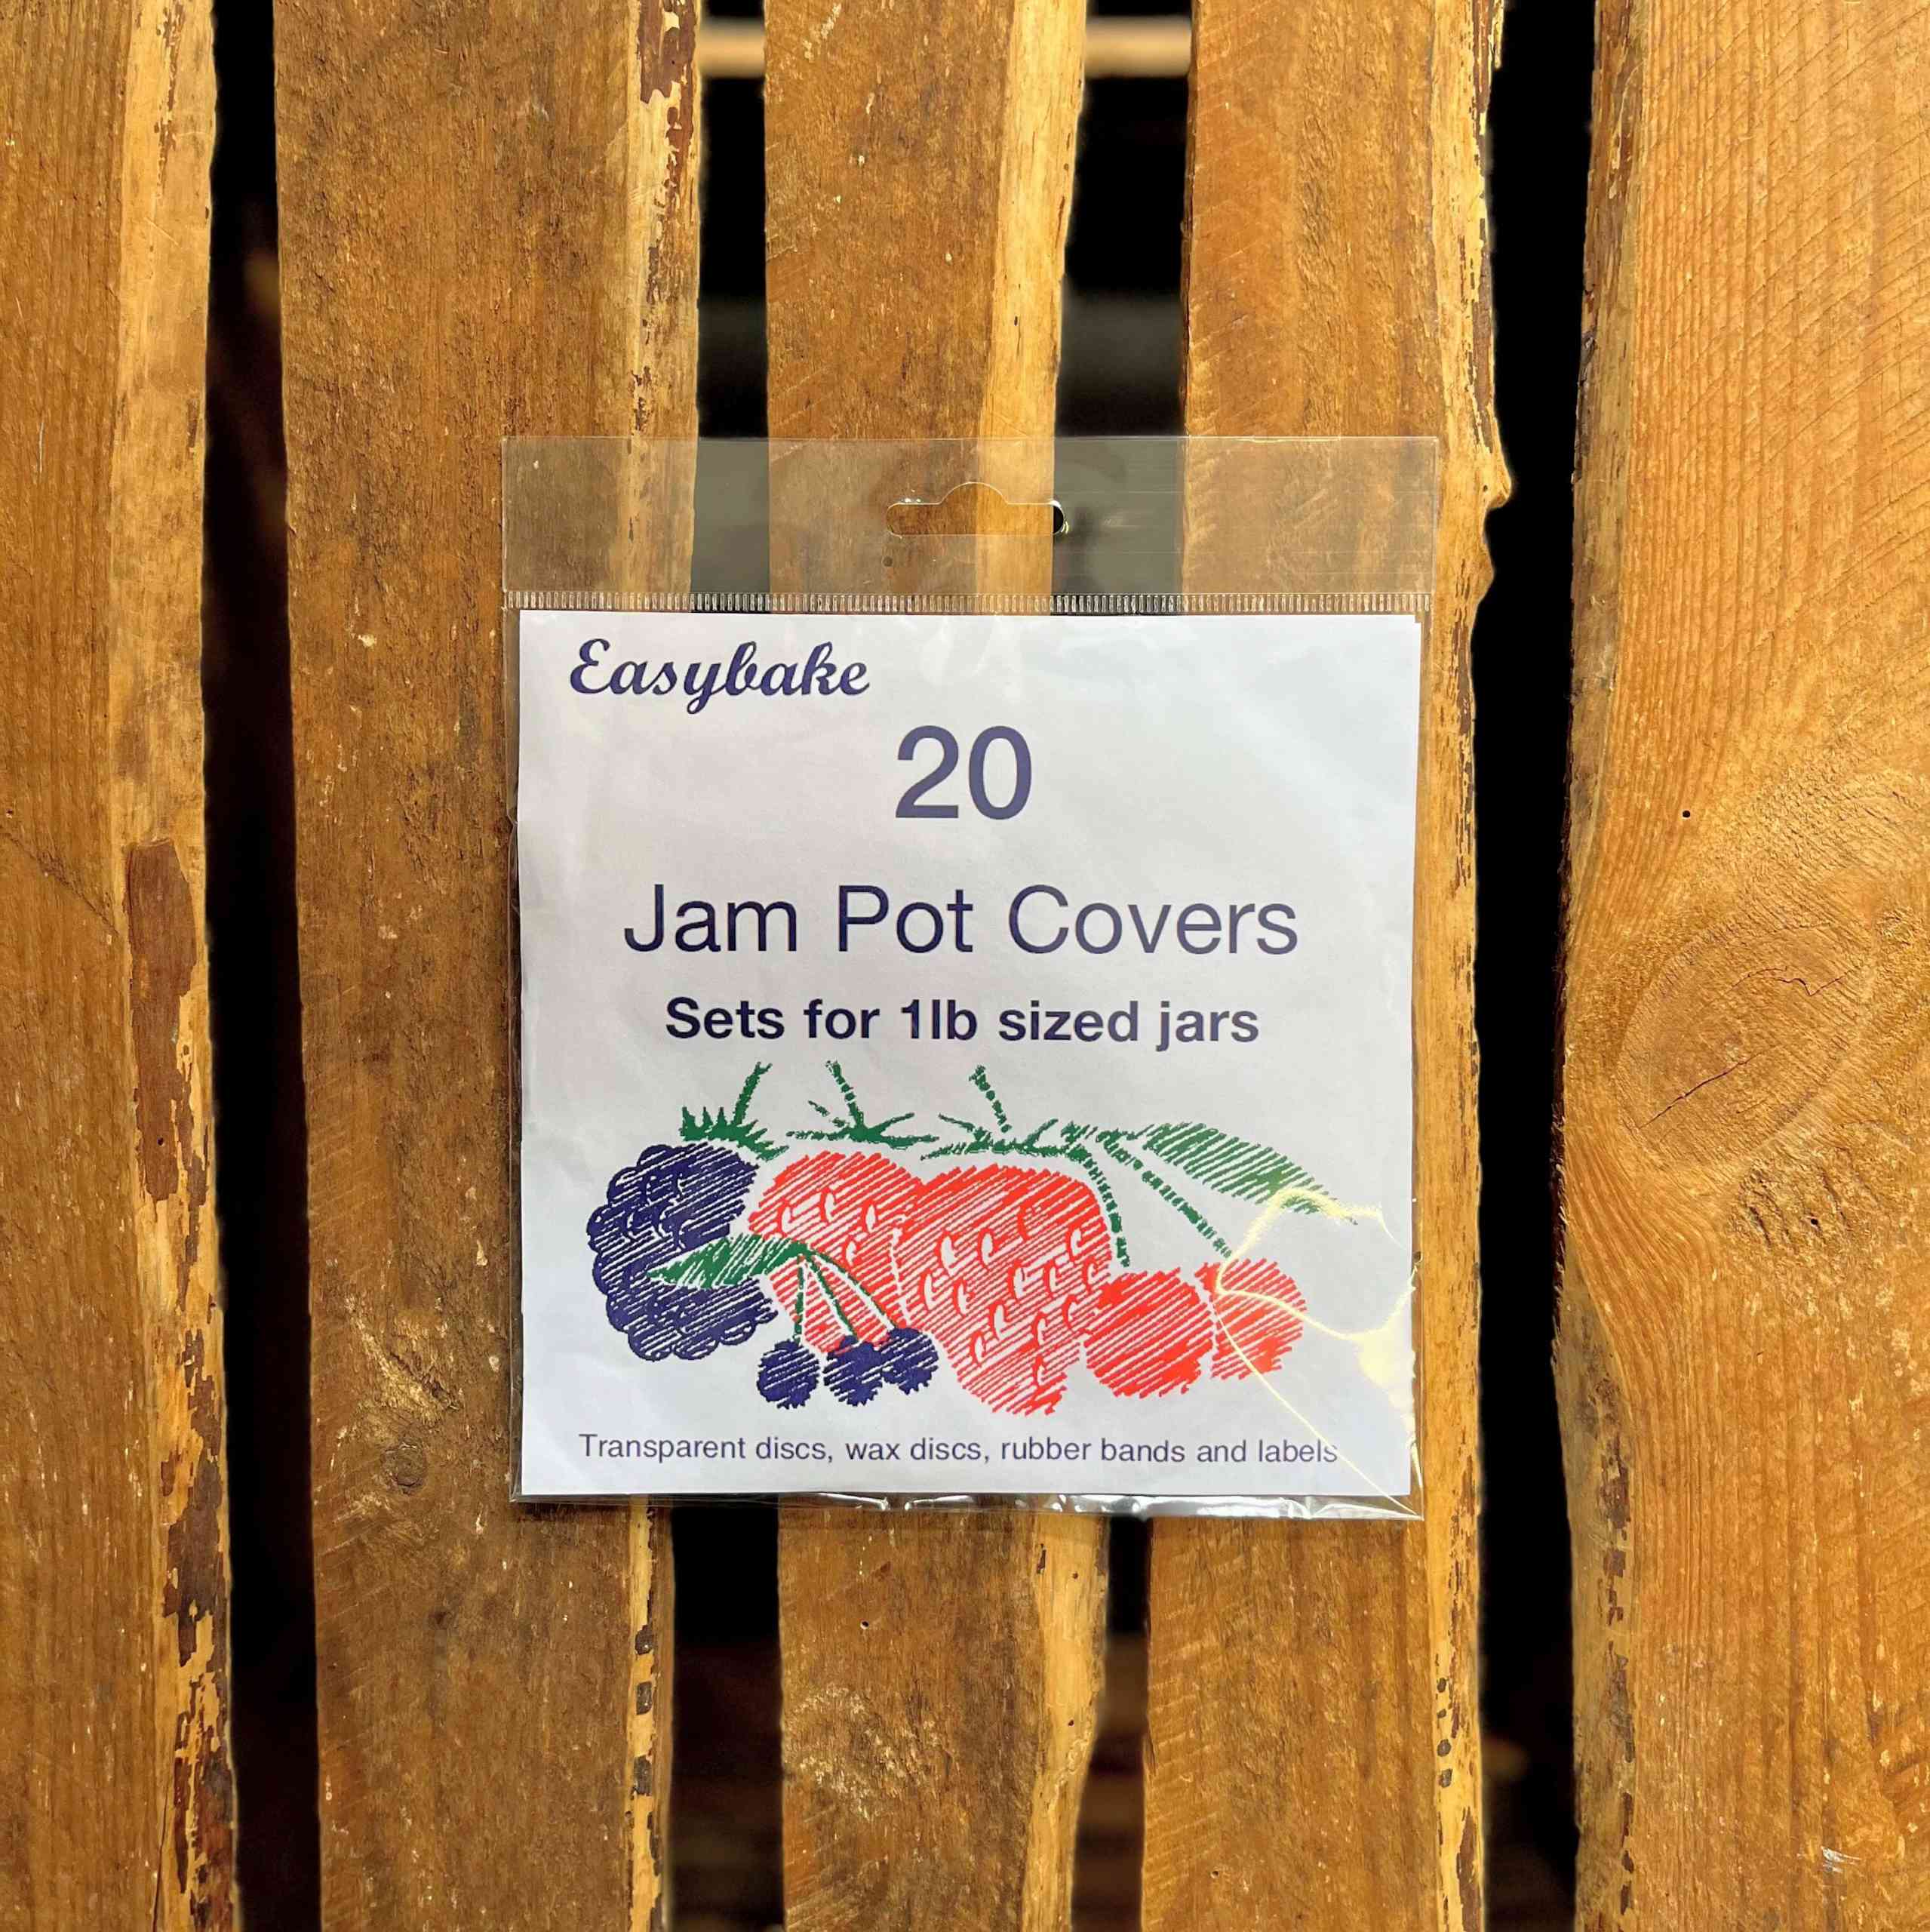 Easybake
20
Jam Pot Covers
Sets for 1lb sized jars
Transparent discs, wax discs, rubber bands and labels